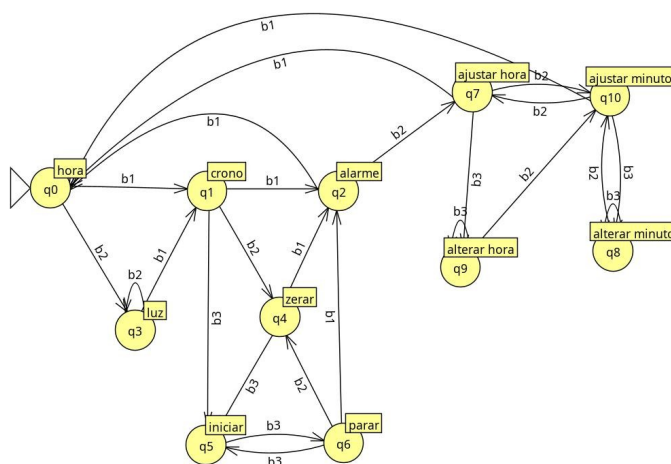 b1
ajustar hora
b2
ajustar minuto
b1
q7
q10
b2
b1
b2
hora
crono
alarme
b3
b2
b2
b3
q0
b1
q1
b1
q2
b3
b3
alterar hora
alterar minuto
b2
b1
b2
b1
q9
q8
b2
luz
zerar
q3
q4
b3
b1
b3
b2
iniciar
parar
b3
q5
q6
b3